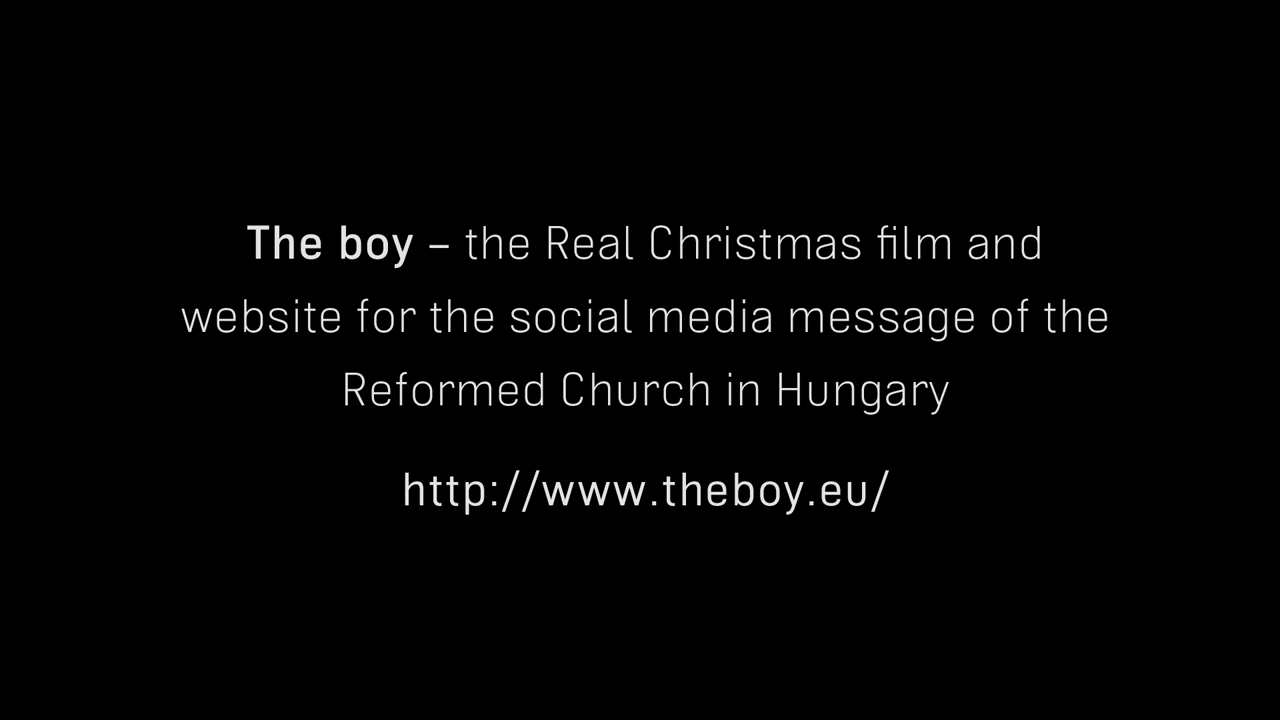 The boy – the Real Christmas film and
website for the social media message of the
Reformed Church in Hungary
http://www.theboy.eu/